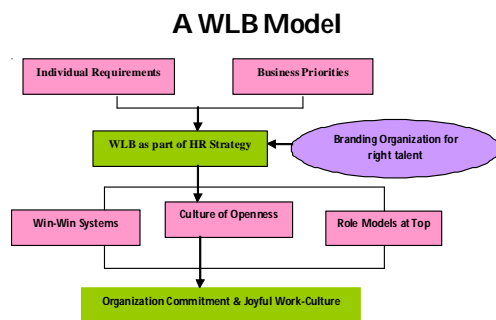 A WLB Model
Individual Requirements
Business Priorities
WLB as part of HR Strategy
Branding Organization for
right talent
Win-Win Systems
Culture of Openness
Role Models at Top
Organization Commitment & Joyful Work-Culture